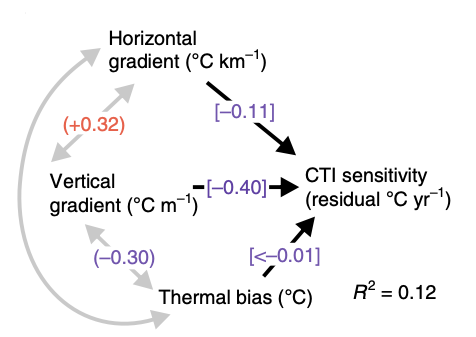 Horizontal
gradient (°C km⁻¹)
[–0.11]
(+0.32)
Vertical
gradient (°C m⁻¹)
[–0.40]
CTI sensitivity
(residual °C yr⁻¹)
(–0.30)
[<–0.01]
Thermal bias (°C)
R² = 0.12